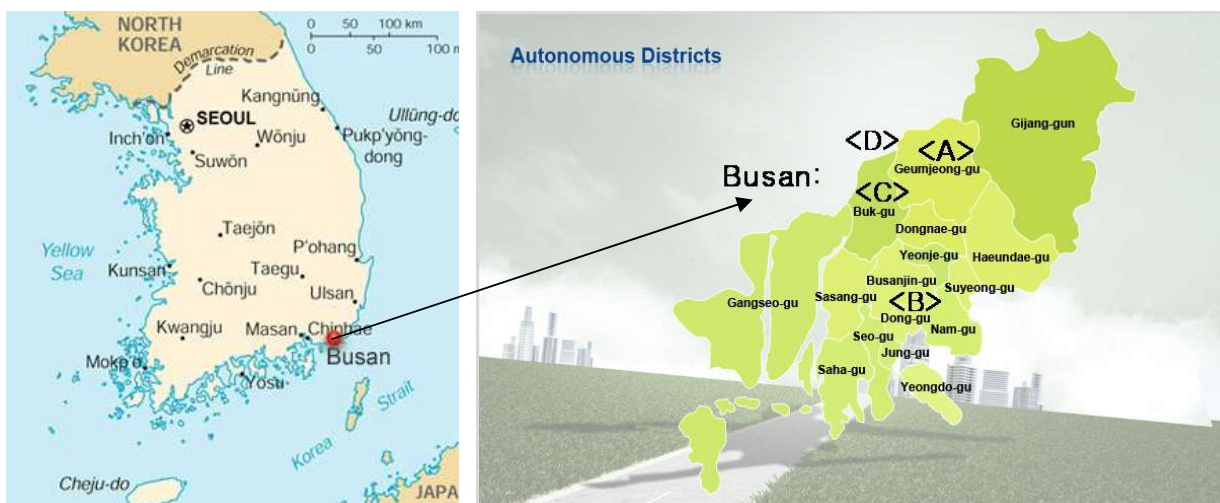 NORTH
KOREA
Demarcation
Line
0 50 100 km
0 50 100 m
Kangnŭng
Ullŭng-do
SEOUL
Inch'ŏn
Wŏnju
Pukp'yŏng-
dong
Suwŏn
Yellow
Sea
Taejŏn
P'ohang
Kunsan
Taegu
Chŏnju
Ulsan
Kwangju
Masan
Chinhae
Busan
Mokp'o
Yŏsu
Korea Strait
Cheju-do
JAPA
Autonomous Districts
Busan:
Gijang-gun
<D>
<A>
Geumjeong-gu
<C>
Buk-gu
Dongnae-gu
Yeonje-gu
Haeundae-gu
Busanjin-gu
Suyeong-gu
Gangseo-gu
Sasang-gu
<B>
Dong-gu
Nam-gu
Seo-gu
Jung-gu
Saha-gu
Yeongdo-gu